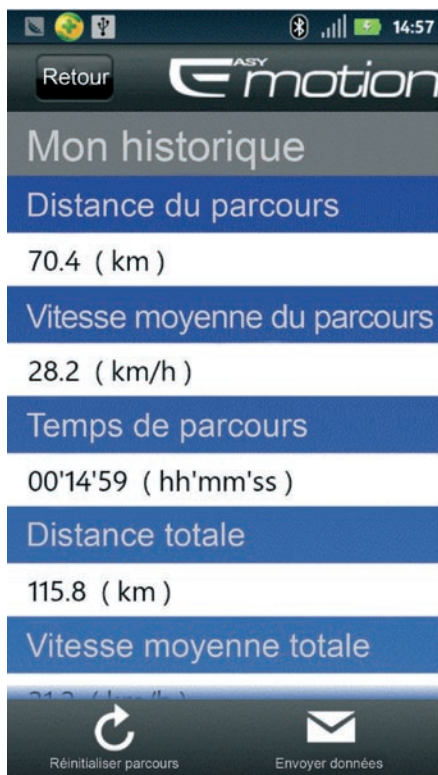 14:57
Retour
EASY motion
Mon historique
Distance du parcours
70.4 ( km )
Vitesse moyenne du parcours
28.2 ( km/h )
Temps de parcours
00'14'59 ( hh'mm'ss )
Distance totale
115.8 ( km )
Vitesse moyenne totale
Réinitialiser parcours
Envoyer données